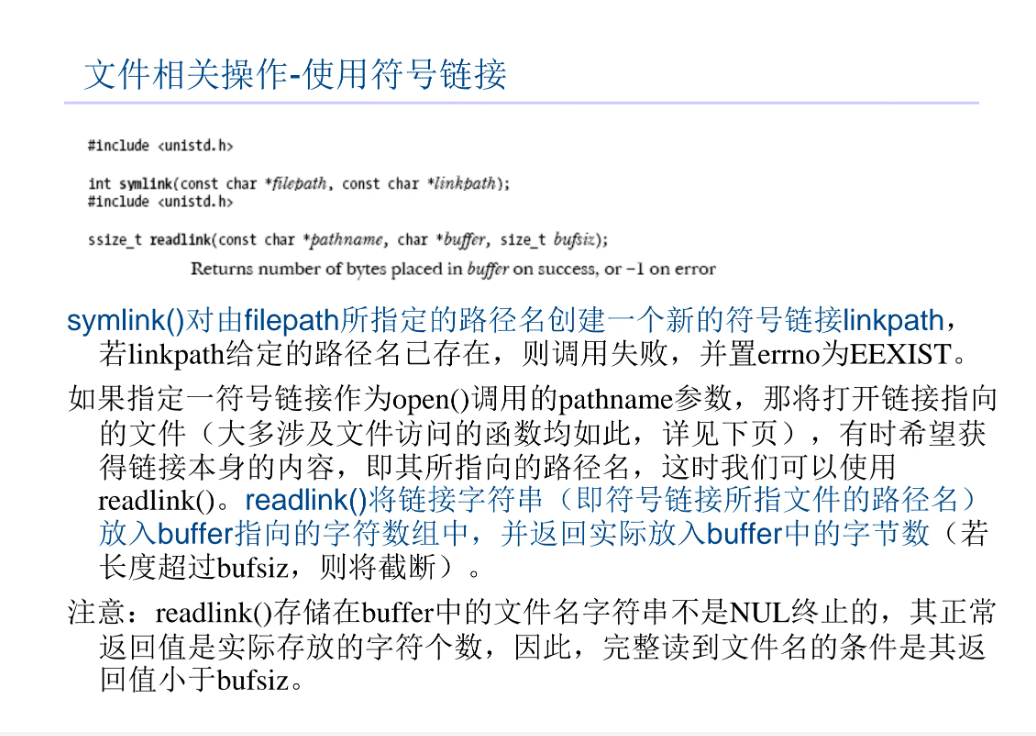 文件相关操作-使用符号链接
#include <unistd.h>
int symlink(const char *filepath, const char *linkpath);
#include <unistd.h>
ssize_t readlink(const char *pathname, char *buffer, size_t bufsiz);
Returns number of bytes placed in buffer on success, or −1 on error
symlink()对由filepath所指定的路径名创建一个新的符号链接linkpath，
若linkpath给定的路径名已存在，则调用失败，并置errno为EEXIST。
如果指定一符号链接作为open()调用的pathname参数，那将打开链接指向
的文件（大多涉及文件访问的函数均如此，详见下页），有时希望获
得链接本身的内容，即其所指向的路径名，这时我们可以使用
readlink()。readlink()将链接字符串（即符号链接所指文件的路径名）
放入buffer指向的字符数组中，并返回实际放入buffer中的字节数（若
长度超过bufsiz，则将截断）。
注意：readlink()存储在buffer中的文件名字符串不是NUL终止的，其正常
返回值是实际存放的字符个数，因此，完整读到文件名的条件是其返
回值小于bufsiz。